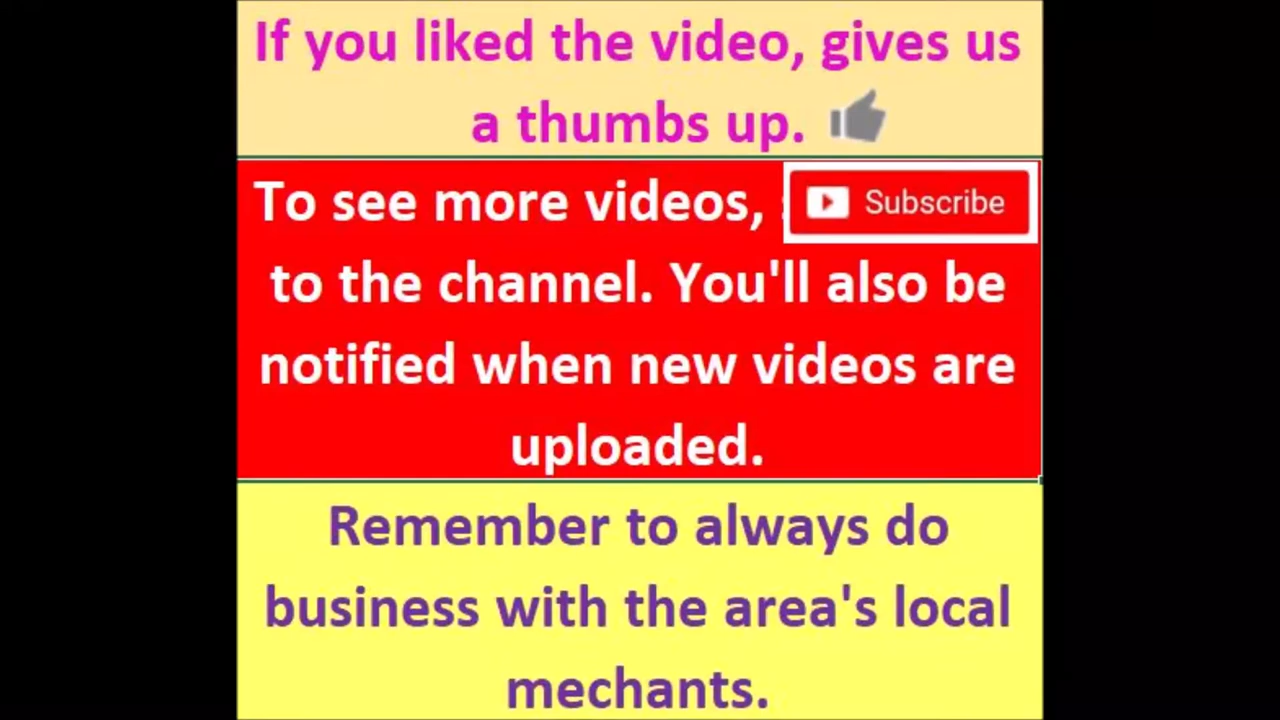 If you liked the video, gives us
a thumbs up.
To see more videos, Subscribe
to the channel. You'll also be
notified when new videos are
uploaded.
Remember to always do
business with the area's local
mechants.